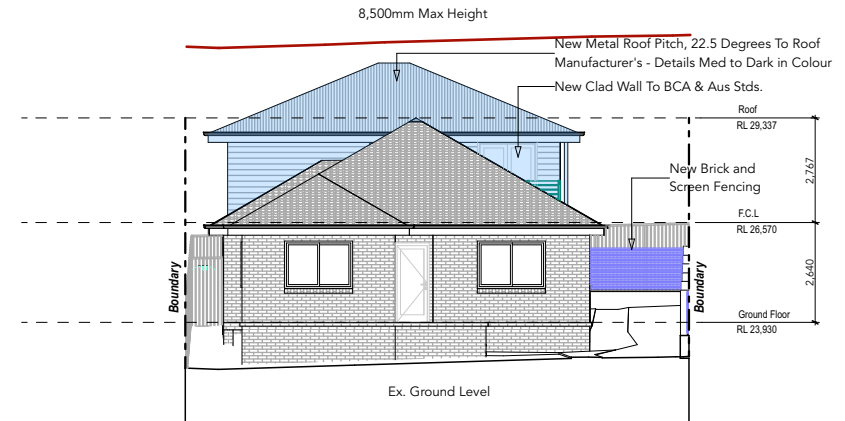 8,500mm Max Height
New Metal Roof Pitch, 22.5 Degrees To Roof
Manufacturer's - Details Med to Dark in Colour
New Clad Wall To BCA & Aus Stds.
Roof
RL 29,337
2,767
New Brick and
Screen Fencing
F.C.L
RL 26,570
2,640
Boundary
Boundary
Ground Floor
RL 23,930
Ex. Ground Level